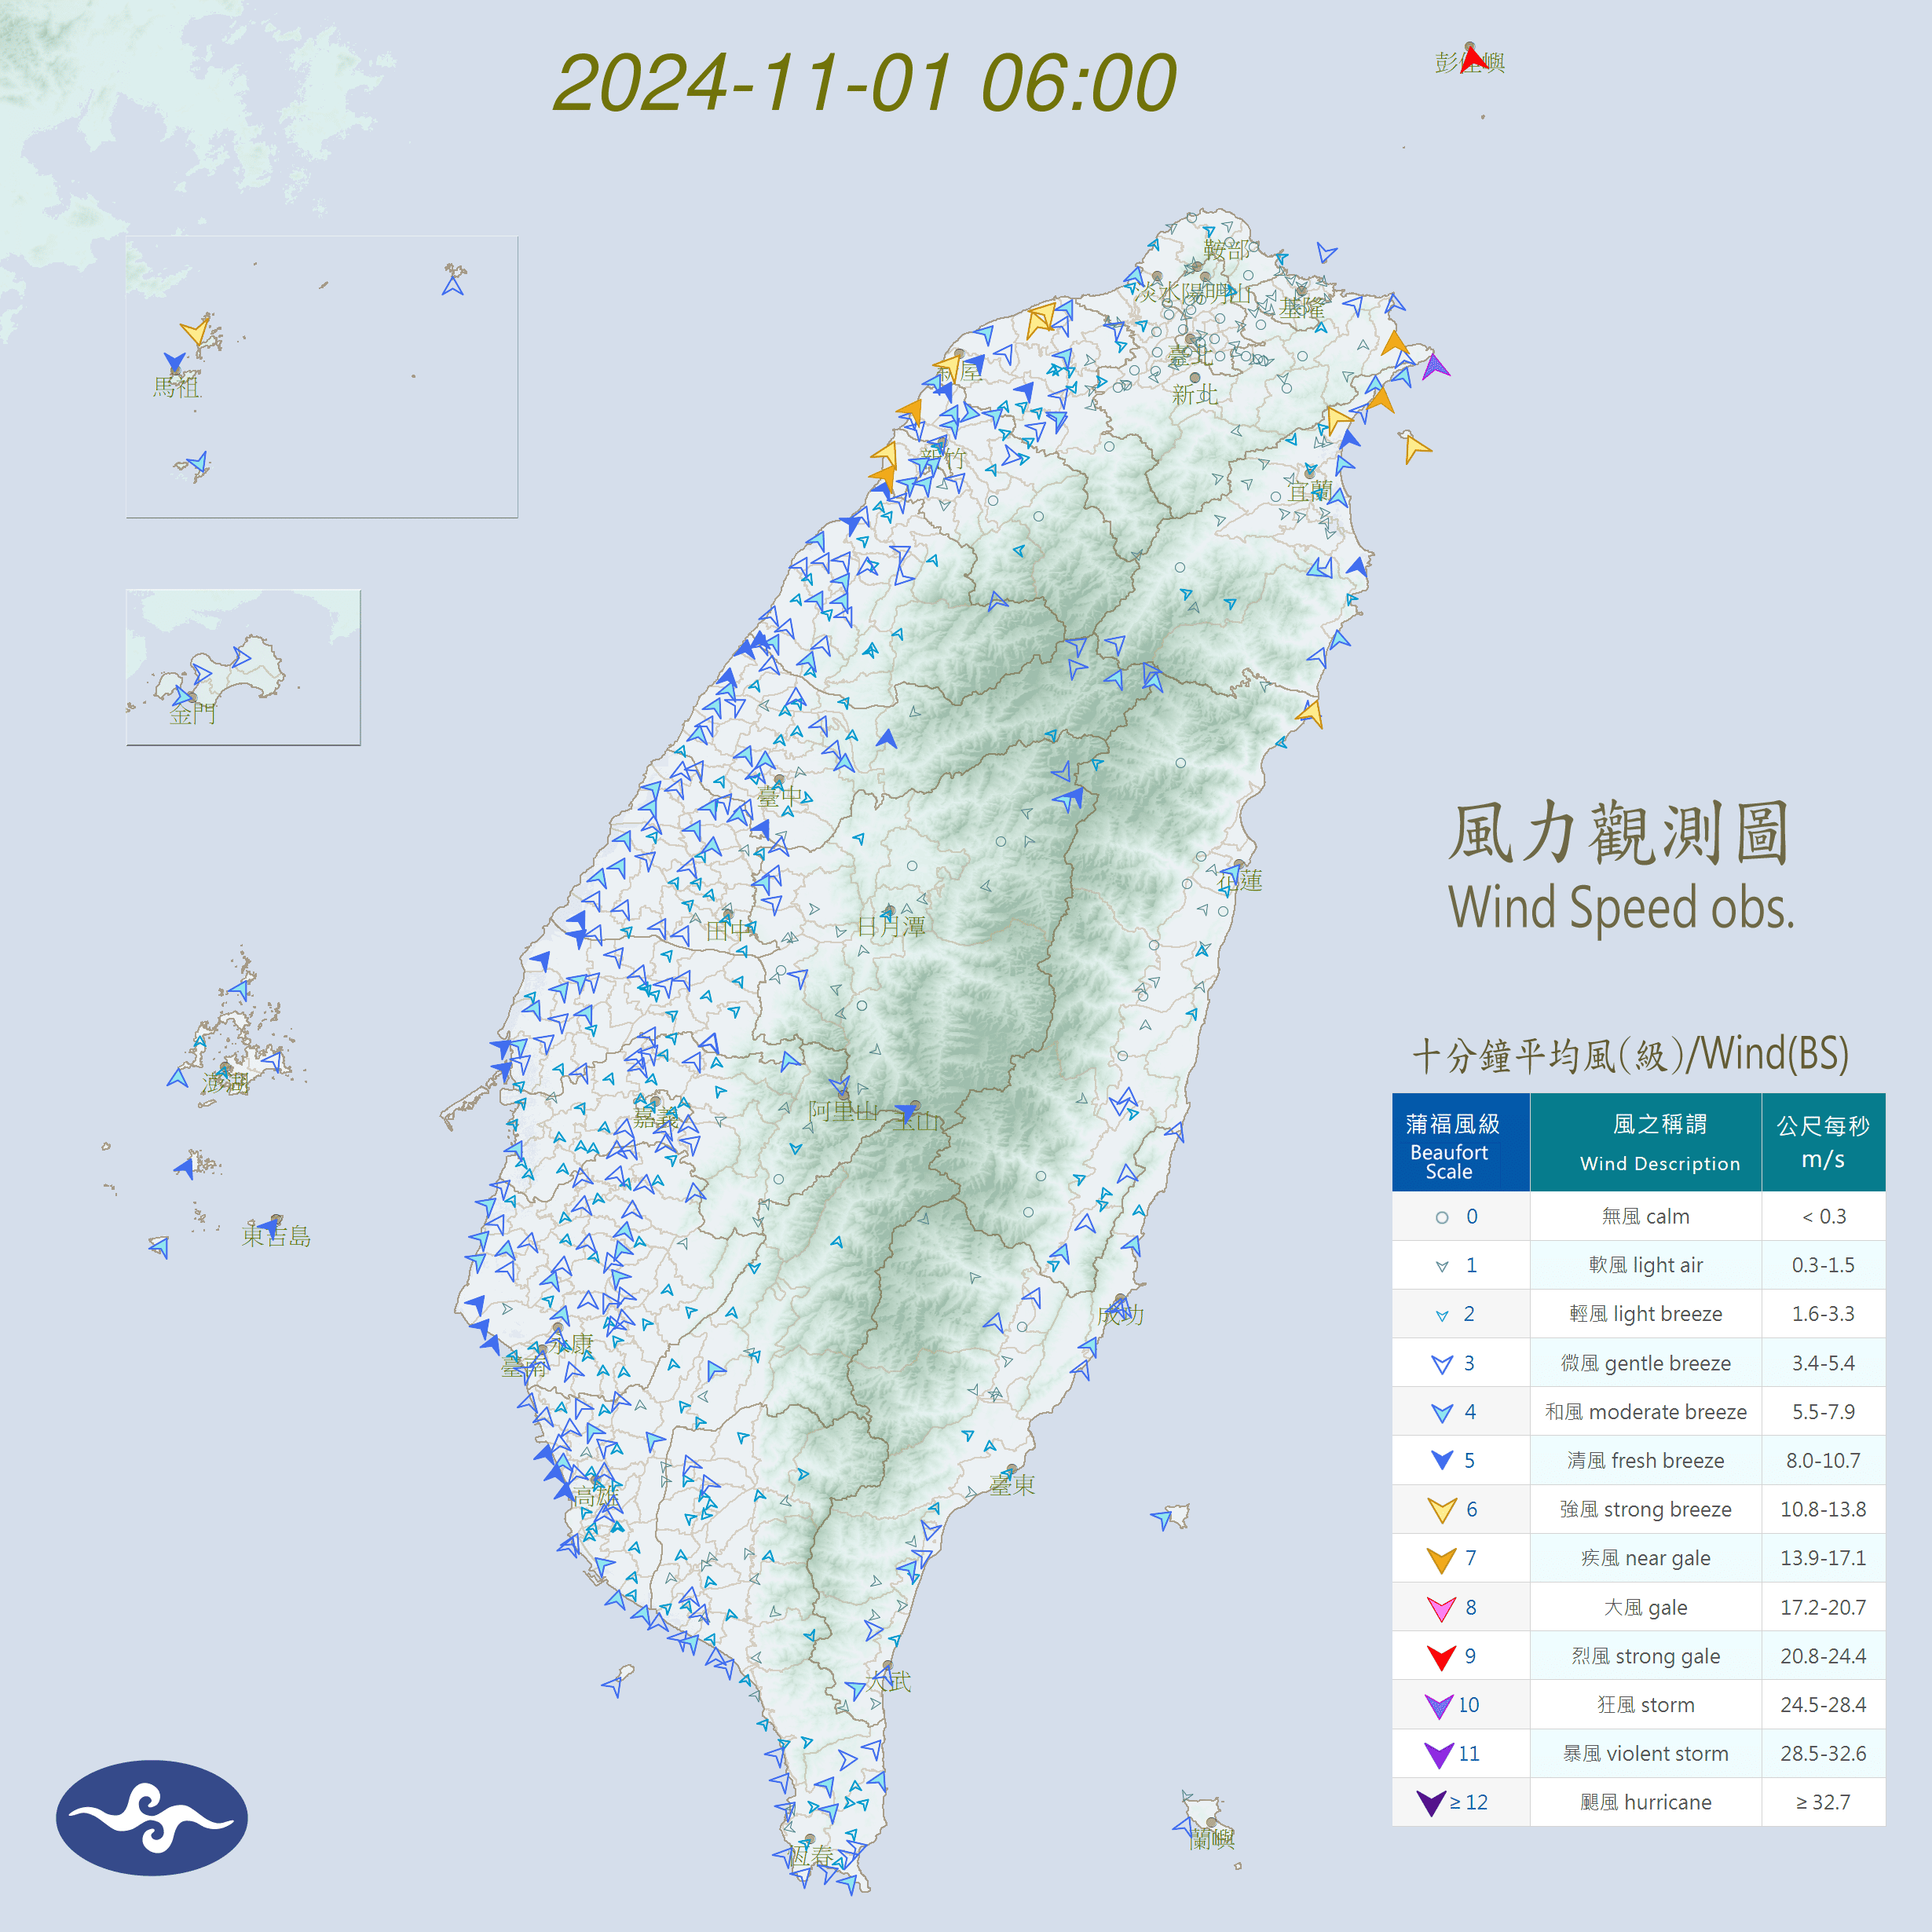 2024-11-01 06:00
彭佳嶼
鞍部
淡水
陽明山
基隆
臺北
新屋
新北
馬祖
新竹
宜蘭
金門
臺中
風力觀測圖
Wind Speed obs.
花蓮
田中
日月潭
十分鐘平均風(級)/Wind(BS)
澎湖
嘉義
阿里山
玉山
東吉島
成功
永康
臺南
高雄
臺東
大武
恆春
蘭嶼
蒲福風級 Beaufort Scale
風之稱謂 Wind Description
公尺每秒 m/s
0 無風 calm < 0.3
1 軟風 light air 0.3-1.5
2 輕風 light breeze 1.6-3.3
3 微風 gentle breeze 3.4-5.4
4 和風 moderate breeze 5.5-7.9
5 清風 fresh breeze 8.0-10.7
6 強風 strong breeze 10.8-13.8
7 疾風 near gale 13.9-17.1
8 大風 gale 17.2-20.7
9 烈風 strong gale 20.8-24.4
10 狂風 storm 24.5-28.4
11 暴風 violent storm 28.5-32.6
≥ 12 颶風 hurricane ≥ 32.7